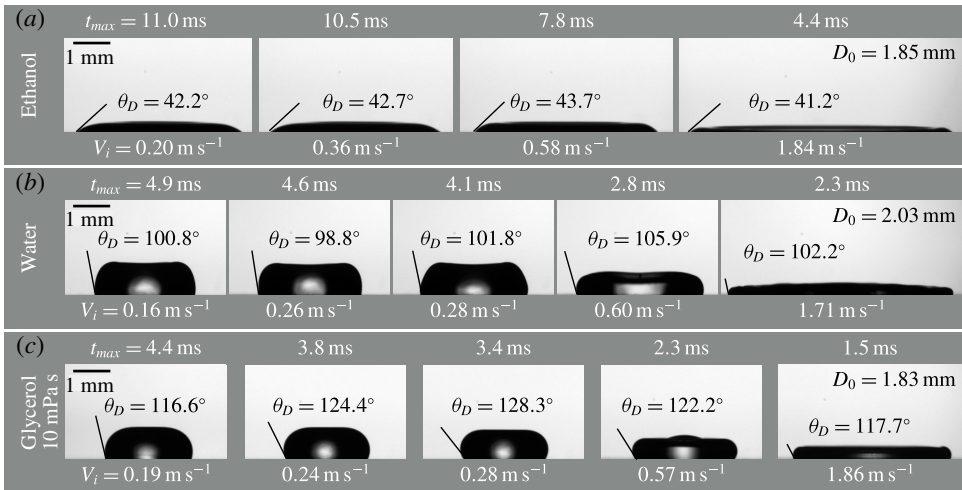 (a) t_max = 11.0 ms 10.5 ms 7.8 ms 4.4 ms
1 mm D_0 = 1.85 mm
Ethanol
θ_D = 42.2° θ_D = 42.7° θ_D = 43.7° θ_D = 41.2°
V_i = 0.20 m s⁻¹ 0.36 m s⁻¹ 0.58 m s⁻¹ 1.84 m s⁻¹
(b) t_max = 4.9 ms 4.6 ms 4.1 ms 2.8 ms 2.3 ms
1 mm D_0 = 2.03 mm
Water
θ_D = 100.8° θ_D = 98.8° θ_D = 101.8° θ_D = 105.9° θ_D = 102.2°
V_i = 0.16 m s⁻¹ 0.26 m s⁻¹ 0.28 m s⁻¹ 0.60 m s⁻¹ 1.71 m s⁻¹
(c) t_max = 4.4 ms 3.8 ms 3.4 ms 2.3 ms 1.5 ms
1 mm D_0 = 1.83 mm
Glycerol
10 mPa s
θ_D = 116.6° θ_D = 124.4° θ_D = 128.3° θ_D = 122.2° θ_D = 117.7°
V_i = 0.19 m s⁻¹ 0.24 m s⁻¹ 0.28 m s⁻¹ 0.57 m s⁻¹ 1.86 m s⁻¹